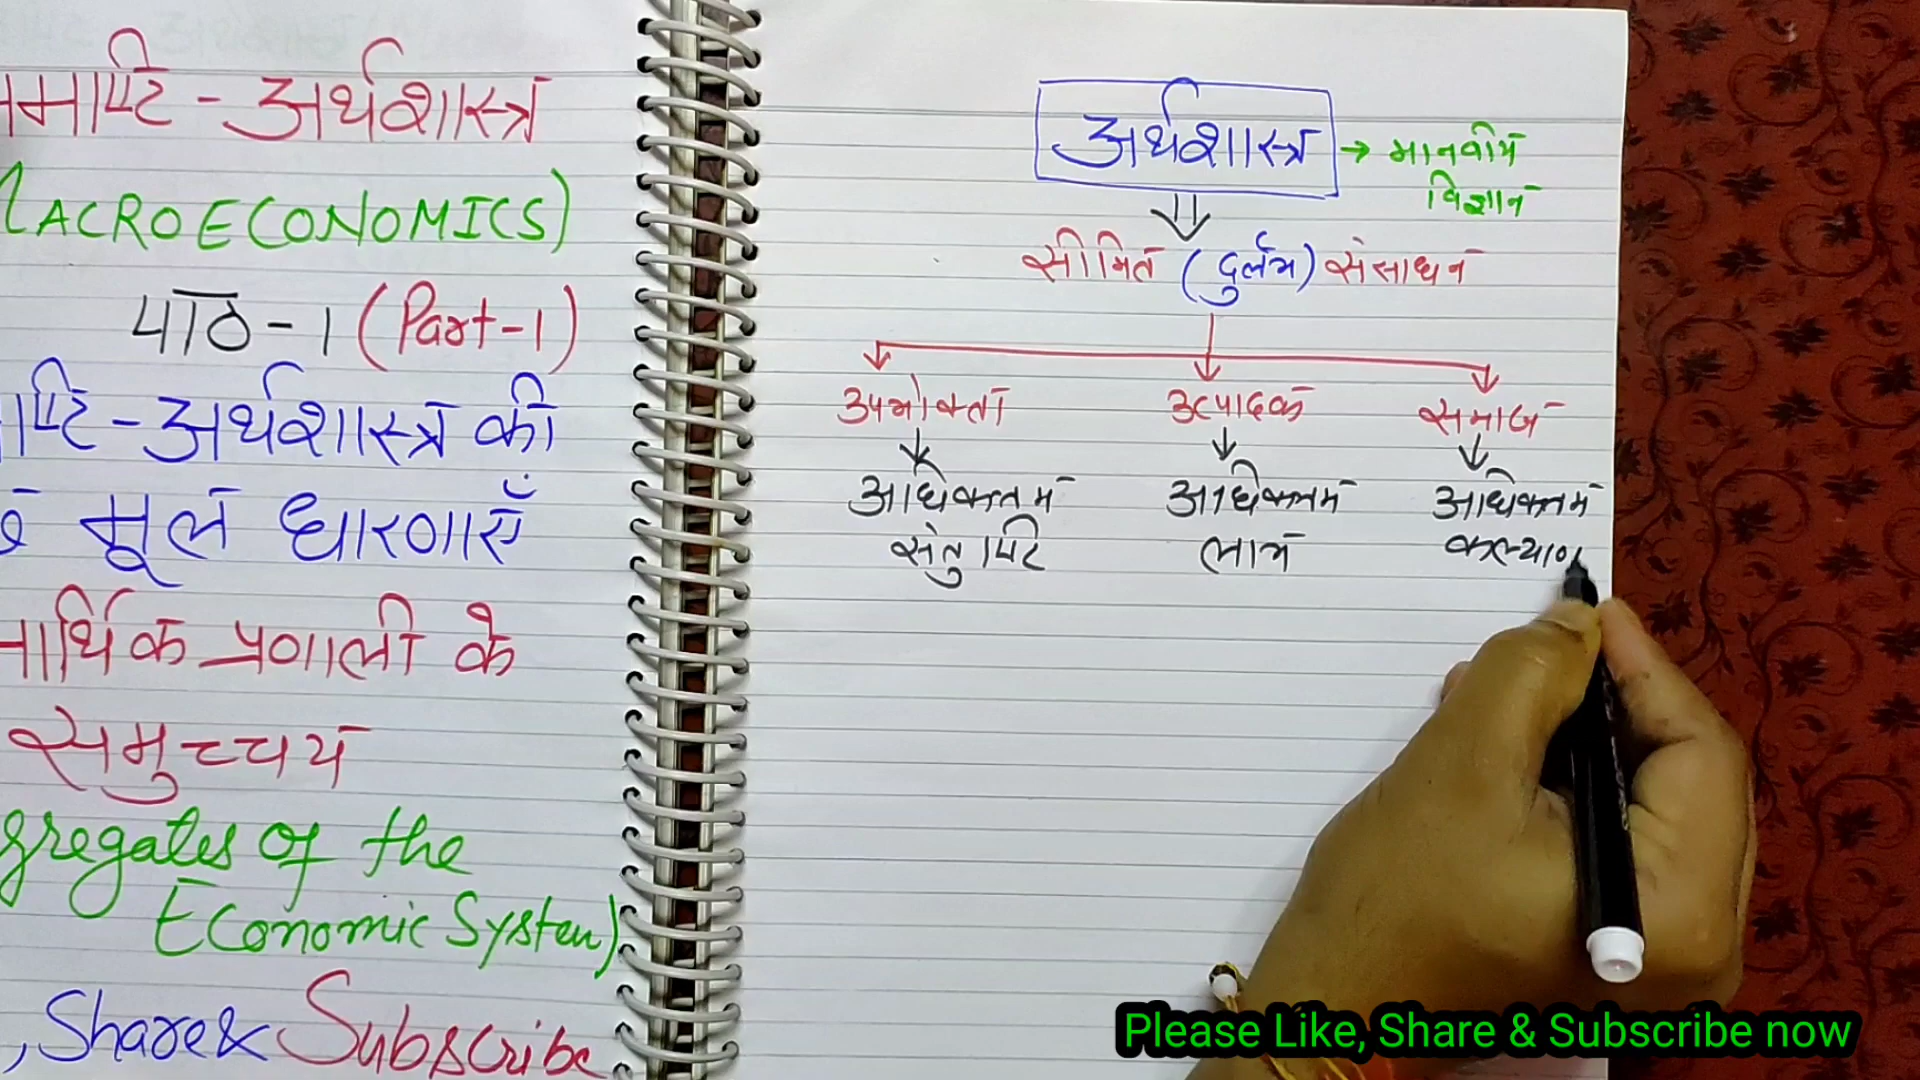 समष्टि - अर्थशास्त्र
MACROECONOMICS)
पाठ - 1 (Part-1)
ष्टि - अर्थशास्त्र की
मूल धारणाएँ
आर्थिक प्रणाली के
समुच्चय
gregates of the
Economic System)
, Share & Subscribe
अर्थशास्त्र → मानवीय
विज्ञान
सीमित (दुर्लभ) संसाधन
उपभोक्ता उत्पादक समाज
अधिकतम अधिकतम अधिकतम
संतुष्टि लाभ कल्याण
Please Like, Share & Subscribe now